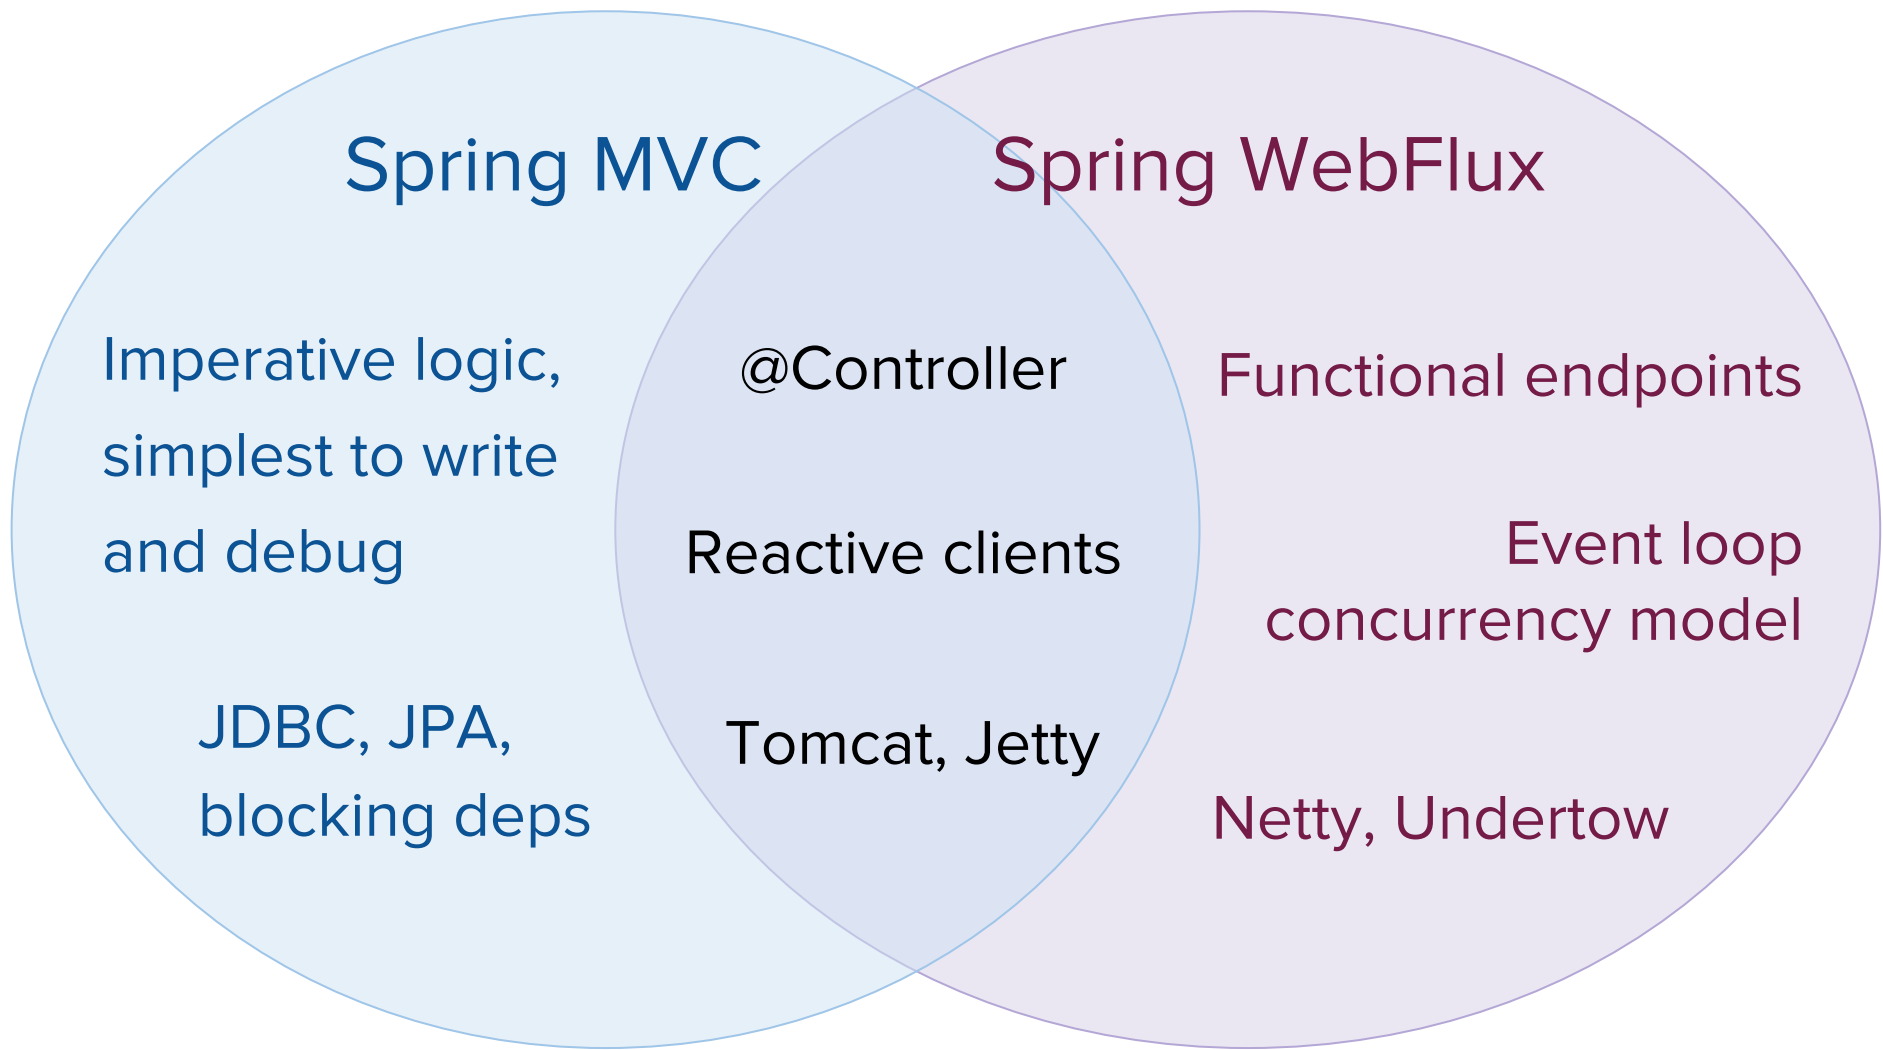 Spring MVC
Spring WebFlux
Imperative logic,
simplest to write
and debug
JDBC, JPA,
blocking deps
@Controller
Reactive clients
Tomcat, Jetty
Functional endpoints
Event loop
concurrency model
Netty, Undertow